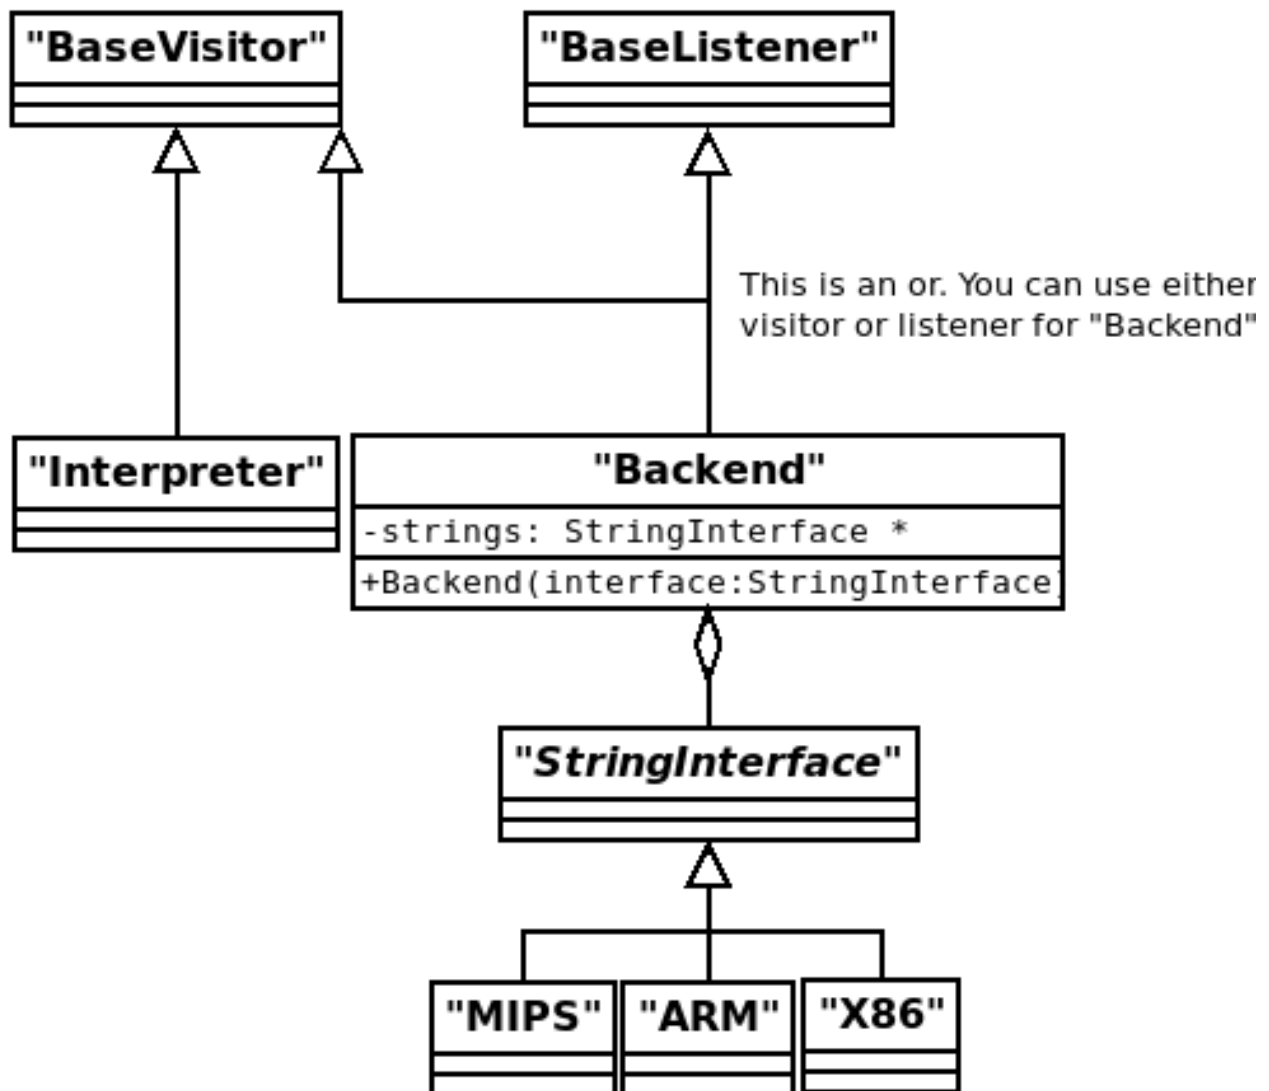 "BaseVisitor"
"BaseListener"
This is an or. You can use either
visitor or listener for "Backend"
"Interpreter"
"Backend"
-strings: StringInterface *
+Backend(interface:StringInterface)
"StringInterface"
"MIPS"
"ARM"
"X86"